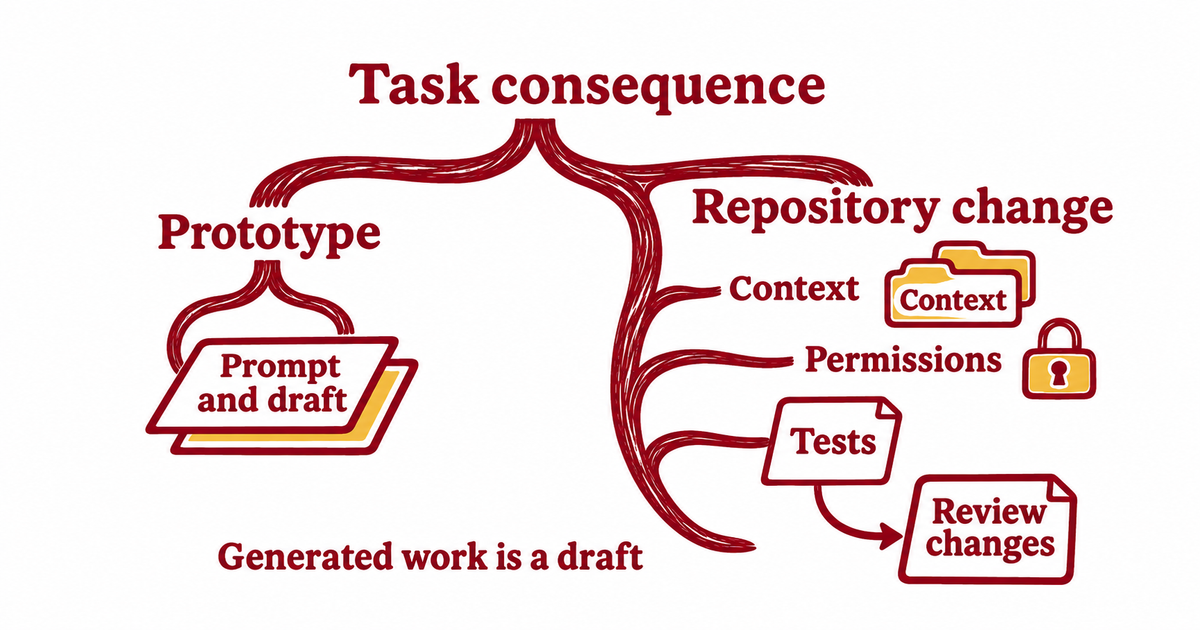 Task consequence
Prototype
Prompt
and draft
Repository change
Context
Context
Permissions
Tests
Review
changes
Generated work is a draft